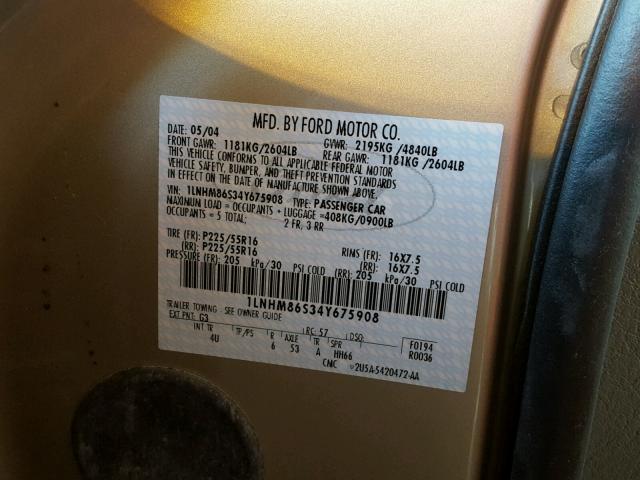 MFD. BY FORD MOTOR CO.
DATE: 05/04 GVWR: 2195KG /4840LB
FRONT GAWR: 1181KG/2604LB REAR GAWR: 1181KG/2604LB
THIS VEHICLE CONFORMS TO ALL APPLICABLE FEDERAL MOTOR
VEHICLE SAFETY, BUMPER, AND THEFT PREVENTION STANDARDS
IN EFFECT ON THE DATE OF MANUFACTURE SHOWN ABOVE.
VIN: 1LNHM86S34Y675908 TYPE: PASSENGER CAR
MAXIMUM LOAD = OCCUPANTS + LUGGAGE =408KG/0900LB
OCCUPANTS = 5 TOTAL; 2 FR, 3 RR
TIRE (FR): P225/55R16 RIMS (FR): 16X7.5
(RR): P225/55R16 (RR): 16X7.5
PRESSURE (FR): 205 kPa/30 PSI COLD (RR): 205 kPa/30 PSI COLD
1LNHM86S34Y675908
TRAILER TOWING - SEE OWNER GUIDE
EXT PNT: G3 RC: 57 DSO: F0194
INT TR TP/PS R AXLE TR SPR R0036
4U 6 53 A HH66
CNC 2U5A-5420472-AA